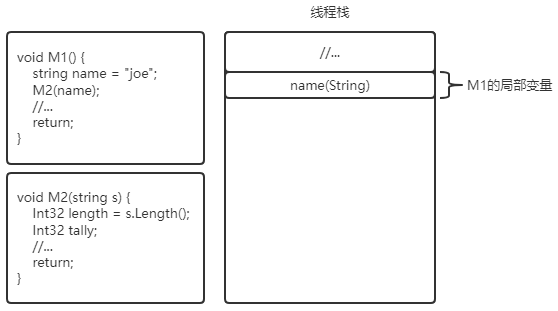 线程栈
void M1() {
string name = "joe";
M2(name);
//...
return;
}
void M2(string s) {
Int32 length = s.Length();
Int32 tally;
//...
return;
}
//...
name(String)
M1的局部变量